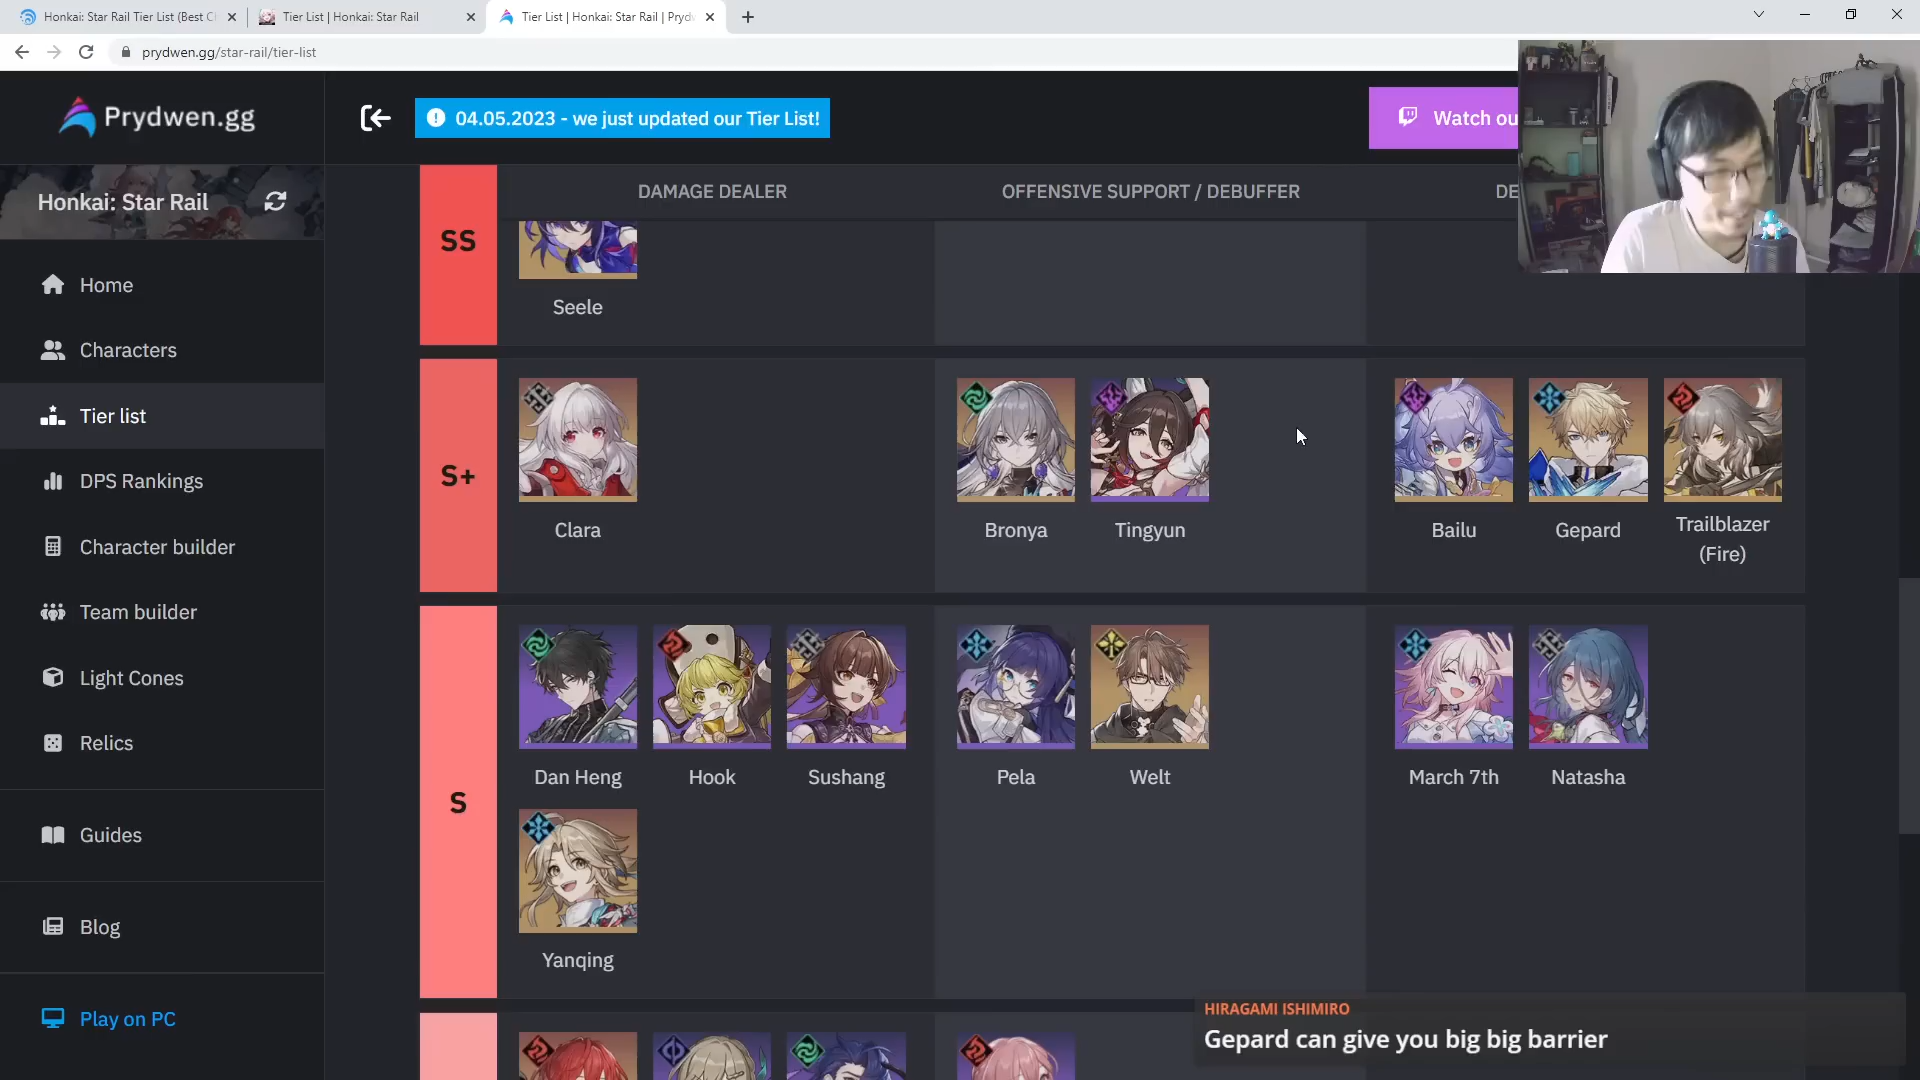 Honkai: Star Rail Tier List (Best C
Tier List | Honkai: Star Rail
Tier List | Honkai: Star Rail | Pryd
prydwen.gg/star-rail/tier-list
Prydwen.gg
04.05.2023 - we just updated our Tier List!
Watch ou
Honkai: Star Rail
Home
Characters
Tier list
DPS Rankings
Character builder
Team builder
Light Cones
Relics
Guides
Blog
Play on PC
DAMAGE DEALER
OFFENSIVE SUPPORT / DEBUFFER
DE
SS
Seele
S+
Clara
Bronya
Tingyun
Bailu
Gepard
Trailblazer
(Fire)
S
Dan Heng
Hook
Sushang
Pela
Welt
March 7th
Natasha
Yanqing
HIRAGAMI ISHIMIRO
Gepard can give you big big barrier